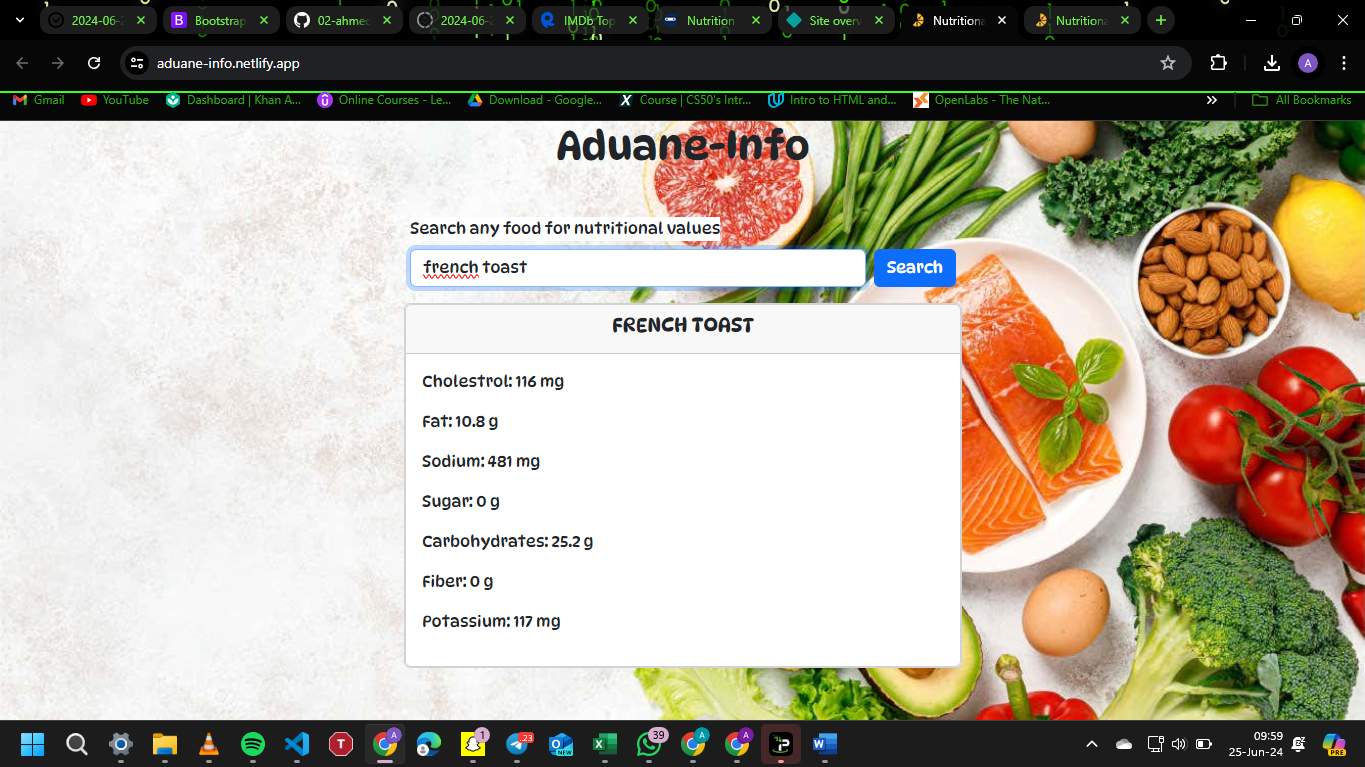 2024-06-2
Bootstrap
02-ahmed
2024-06-2
IMDb Top
Nutrition
Site overv
Nutritiona
Nutritiona
aduane-info.netlify.app
A
Gmail
YouTube
Dashboard | Khan A...
Online Courses - Le...
Download - Google...
Course | CS50's Intr...
Intro to HTML and...
OpenLabs - The Nat...
All Bookmarks
Aduane-Info
Search any food for nutritional values
french toast
Search
FRENCH TOAST
Cholestrol: 116 mg
Fat: 10.8 g
Sodium: 481 mg
Sugar: 0 g
Carbohydrates: 25.2 g
Fiber: 0 g
Potassium: 117 mg
09:59
25-Jun-24